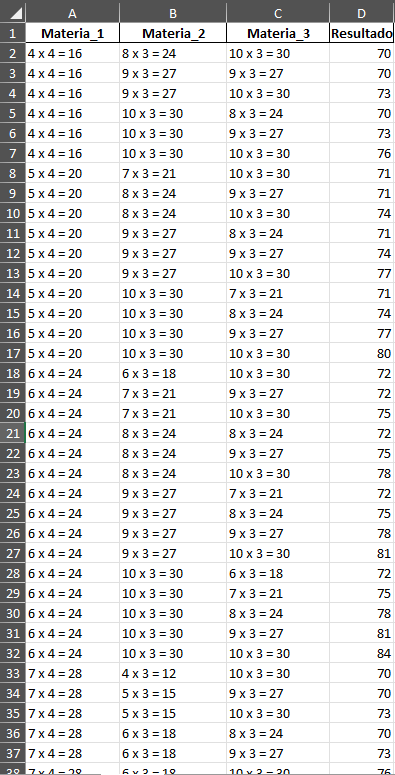 A B C D
1 Materia_1 Materia_2 Materia_3 Resultado
2 4 x 4 = 16 8 x 3 = 24 10 x 3 = 30 70
3 4 x 4 = 16 9 x 3 = 27 9 x 3 = 27 70
4 4 x 4 = 16 9 x 3 = 27 10 x 3 = 30 73
5 4 x 4 = 16 10 x 3 = 30 8 x 3 = 24 70
6 4 x 4 = 16 10 x 3 = 30 9 x 3 = 27 73
7 4 x 4 = 16 10 x 3 = 30 10 x 3 = 30 76
8 5 x 4 = 20 7 x 3 = 21 10 x 3 = 30 71
9 5 x 4 = 20 8 x 3 = 24 9 x 3 = 27 71
10 5 x 4 = 20 8 x 3 = 24 10 x 3 = 30 74
11 5 x 4 = 20 9 x 3 = 27 8 x 3 = 24 71
12 5 x 4 = 20 9 x 3 = 27 9 x 3 = 27 74
13 5 x 4 = 20 9 x 3 = 27 10 x 3 = 30 77
14 5 x 4 = 20 10 x 3 = 30 7 x 3 = 21 71
15 5 x 4 = 20 10 x 3 = 30 8 x 3 = 24 74
16 5 x 4 = 20 10 x 3 = 30 9 x 3 = 27 77
17 5 x 4 = 20 10 x 3 = 30 10 x 3 = 30 80
18 6 x 4 = 24 6 x 3 = 18 10 x 3 = 30 72
19 6 x 4 = 24 7 x 3 = 21 9 x 3 = 27 72
20 6 x 4 = 24 7 x 3 = 21 10 x 3 = 30 75
21 6 x 4 = 24 8 x 3 = 24 8 x 3 = 24 72
22 6 x 4 = 24 8 x 3 = 24 9 x 3 = 27 75
23 6 x 4 = 24 8 x 3 = 24 10 x 3 = 30 78
24 6 x 4 = 24 9 x 3 = 27 7 x 3 = 21 72
25 6 x 4 = 24 9 x 3 = 27 8 x 3 = 24 75
26 6 x 4 = 24 9 x 3 = 27 9 x 3 = 27 78
27 6 x 4 = 24 9 x 3 = 27 10 x 3 = 30 81
28 6 x 4 = 24 10 x 3 = 30 6 x 3 = 18 72
29 6 x 4 = 24 10 x 3 = 30 7 x 3 = 21 75
30 6 x 4 = 24 10 x 3 = 30 8 x 3 = 24 78
31 6 x 4 = 24 10 x 3 = 30 9 x 3 = 27 81
32 6 x 4 = 24 10 x 3 = 30 10 x 3 = 30 84
33 7 x 4 = 28 4 x 3 = 12 10 x 3 = 30 70
34 7 x 4 = 28 5 x 3 = 15 9 x 3 = 27 70
35 7 x 4 = 28 5 x 3 = 15 10 x 3 = 30 73
36 7 x 4 = 28 6 x 3 = 18 8 x 3 = 24 70
37 7 x 4 = 28 6 x 3 = 18 9 x 3 = 27 73
38 7 x 4 = 28 6 x 3 = 18 10 x 3 = 30 76